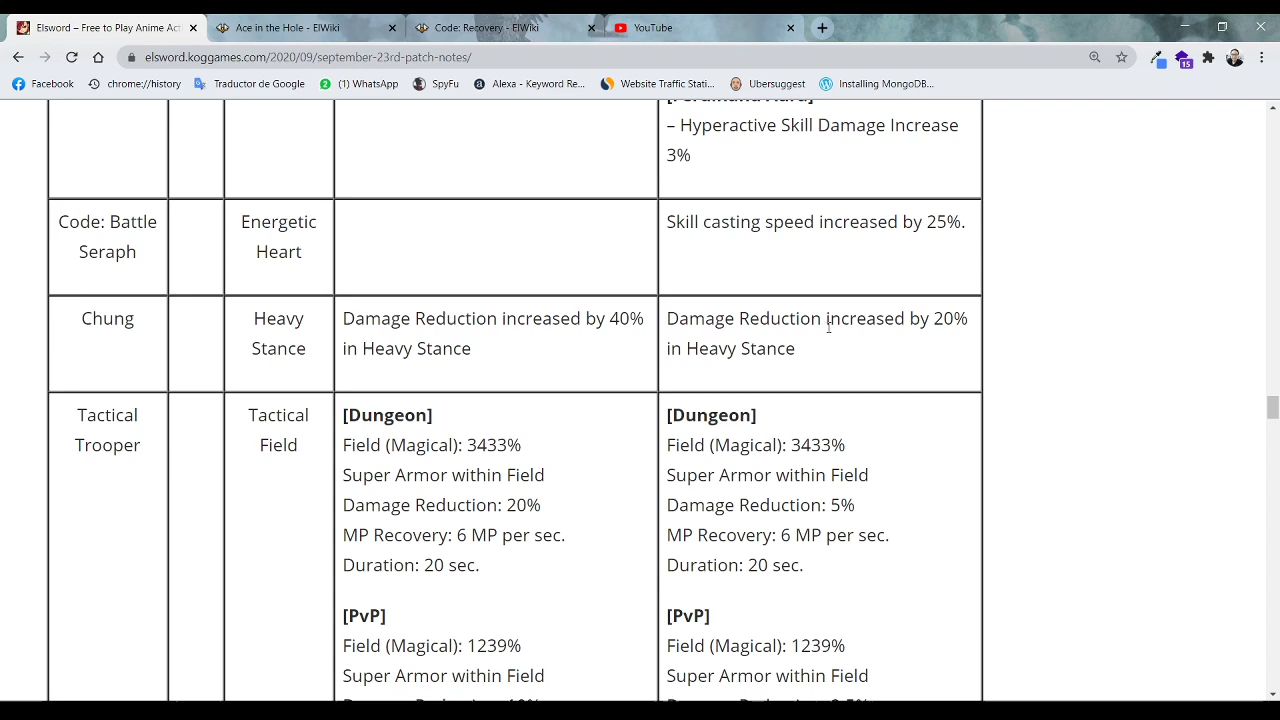 Elsword – Free to Play Anime Act
Ace in the Hole - ElWiki
Code: Recovery - ElWiki
YouTube
elsword.koggames.com/2020/09/september-23rd-patch-notes/
15
Facebook
chrome://history
Traductor de Google
2
(1) WhatsApp
SpyFu
Alexa - Keyword Re...
Website Traffic Stati...
Ubersuggest
Installing MongoDB...
– Hyperactive Skill Damage Increase
3%
Code: Battle
Seraph
Energetic
Heart
Skill casting speed increased by 25%.
Chung
Heavy
Stance
Damage Reduction increased by 40%
in Heavy Stance
Damage Reduction increased by 20%
in Heavy Stance
Tactical
Trooper
Tactical
Field
[Dungeon]
Field (Magical): 3433%
Super Armor within Field
Damage Reduction: 20%
MP Recovery: 6 MP per sec.
Duration: 20 sec.
[PvP]
Field (Magical): 1239%
Super Armor within Field
[Dungeon]
Field (Magical): 3433%
Super Armor within Field
Damage Reduction: 5%
MP Recovery: 6 MP per sec.
Duration: 20 sec.
[PvP]
Field (Magical): 1239%
Super Armor within Field